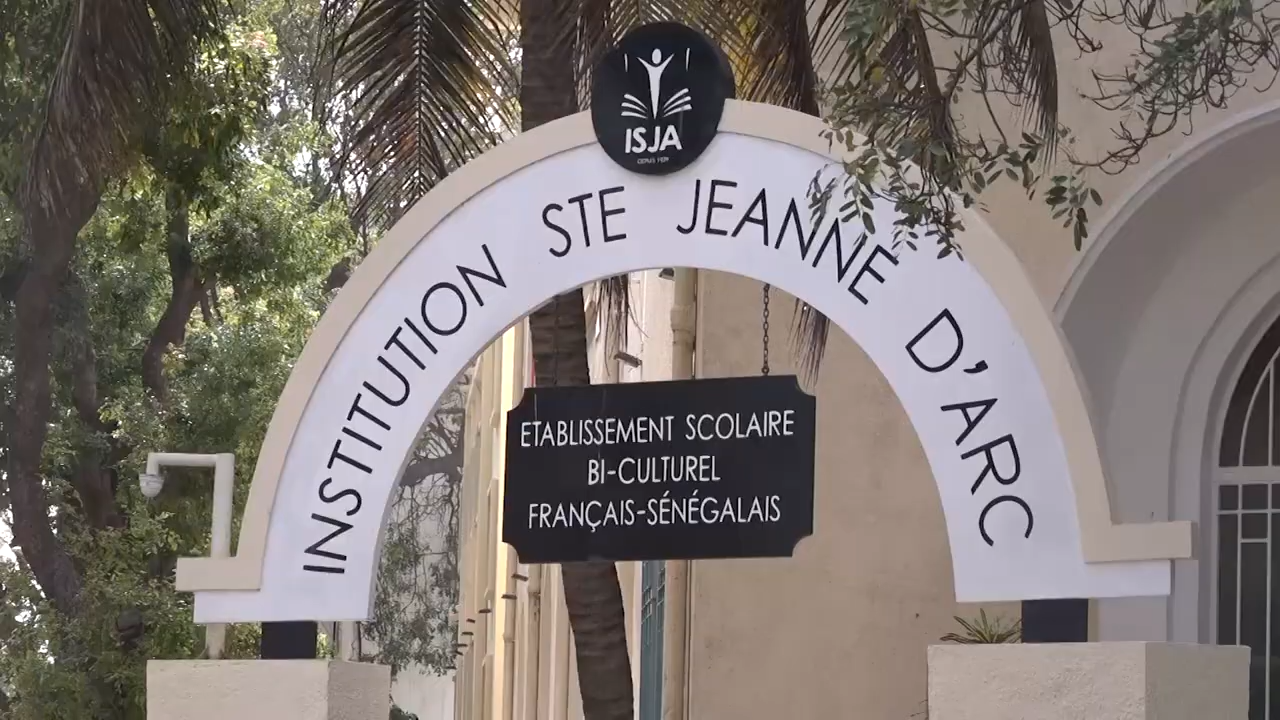 ISJA
INSTITUTION STE JEANNE D'ARC
ETABLISSEMENT SCOLAIRE
BI-CULTUREL
FRANÇAIS-SÉNÉGALAIS